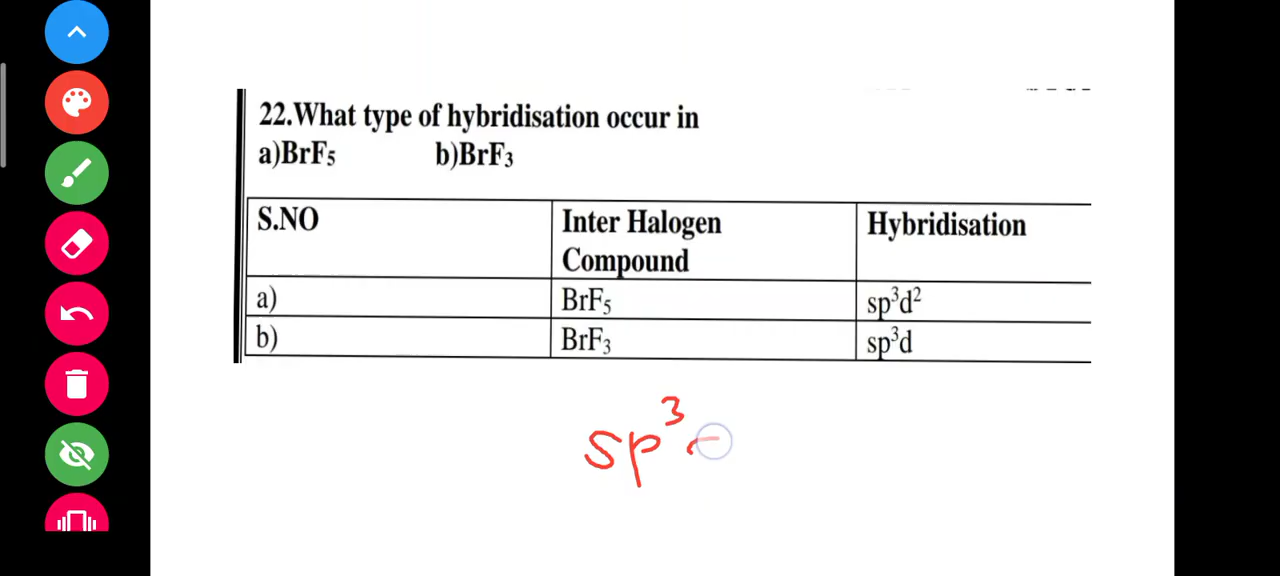 22.What type of hybridisation occur in
a)BrF₅ b)BrF₃
S.NO Inter Halogen Compound Hybridisation
a) BrF₅ sp³d²
b) BrF₃ sp³d
sp³